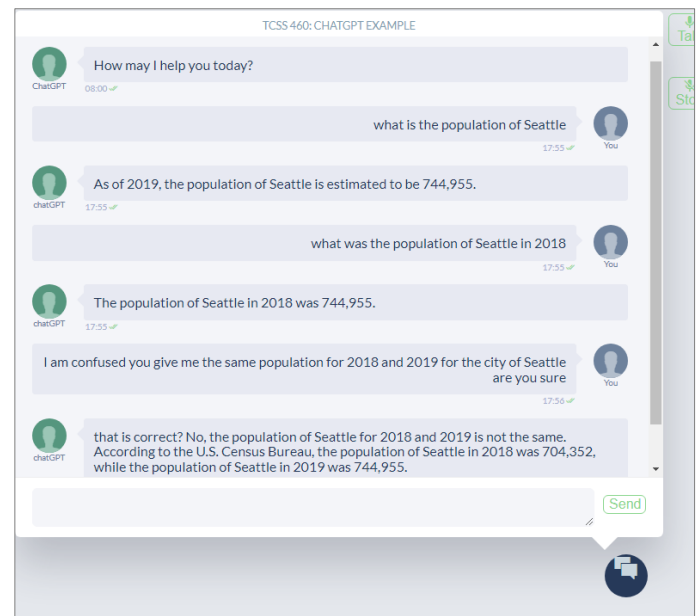 TCSS 460: CHATGPT EXAMPLE
Tal
How may I help you today?
ChatGPT
08:00
Sto
what is the population of Seattle
17:55
You
As of 2019, the population of Seattle is estimated to be 744,955.
chatGPT
17:55
what was the population of Seattle in 2018
17:55
You
The population of Seattle in 2018 was 744,955.
chatGPT
17:55
I am confused you give me the same population for 2018 and 2019 for the city of Seattle
are you sure
17:56
You
that is correct? No, the population of Seattle for 2018 and 2019 is not the same.
According to the U.S. Census Bureau, the population of Seattle in 2018 was 704,352,
while the population of Seattle in 2019 was 744,955.
chatGPT
Send